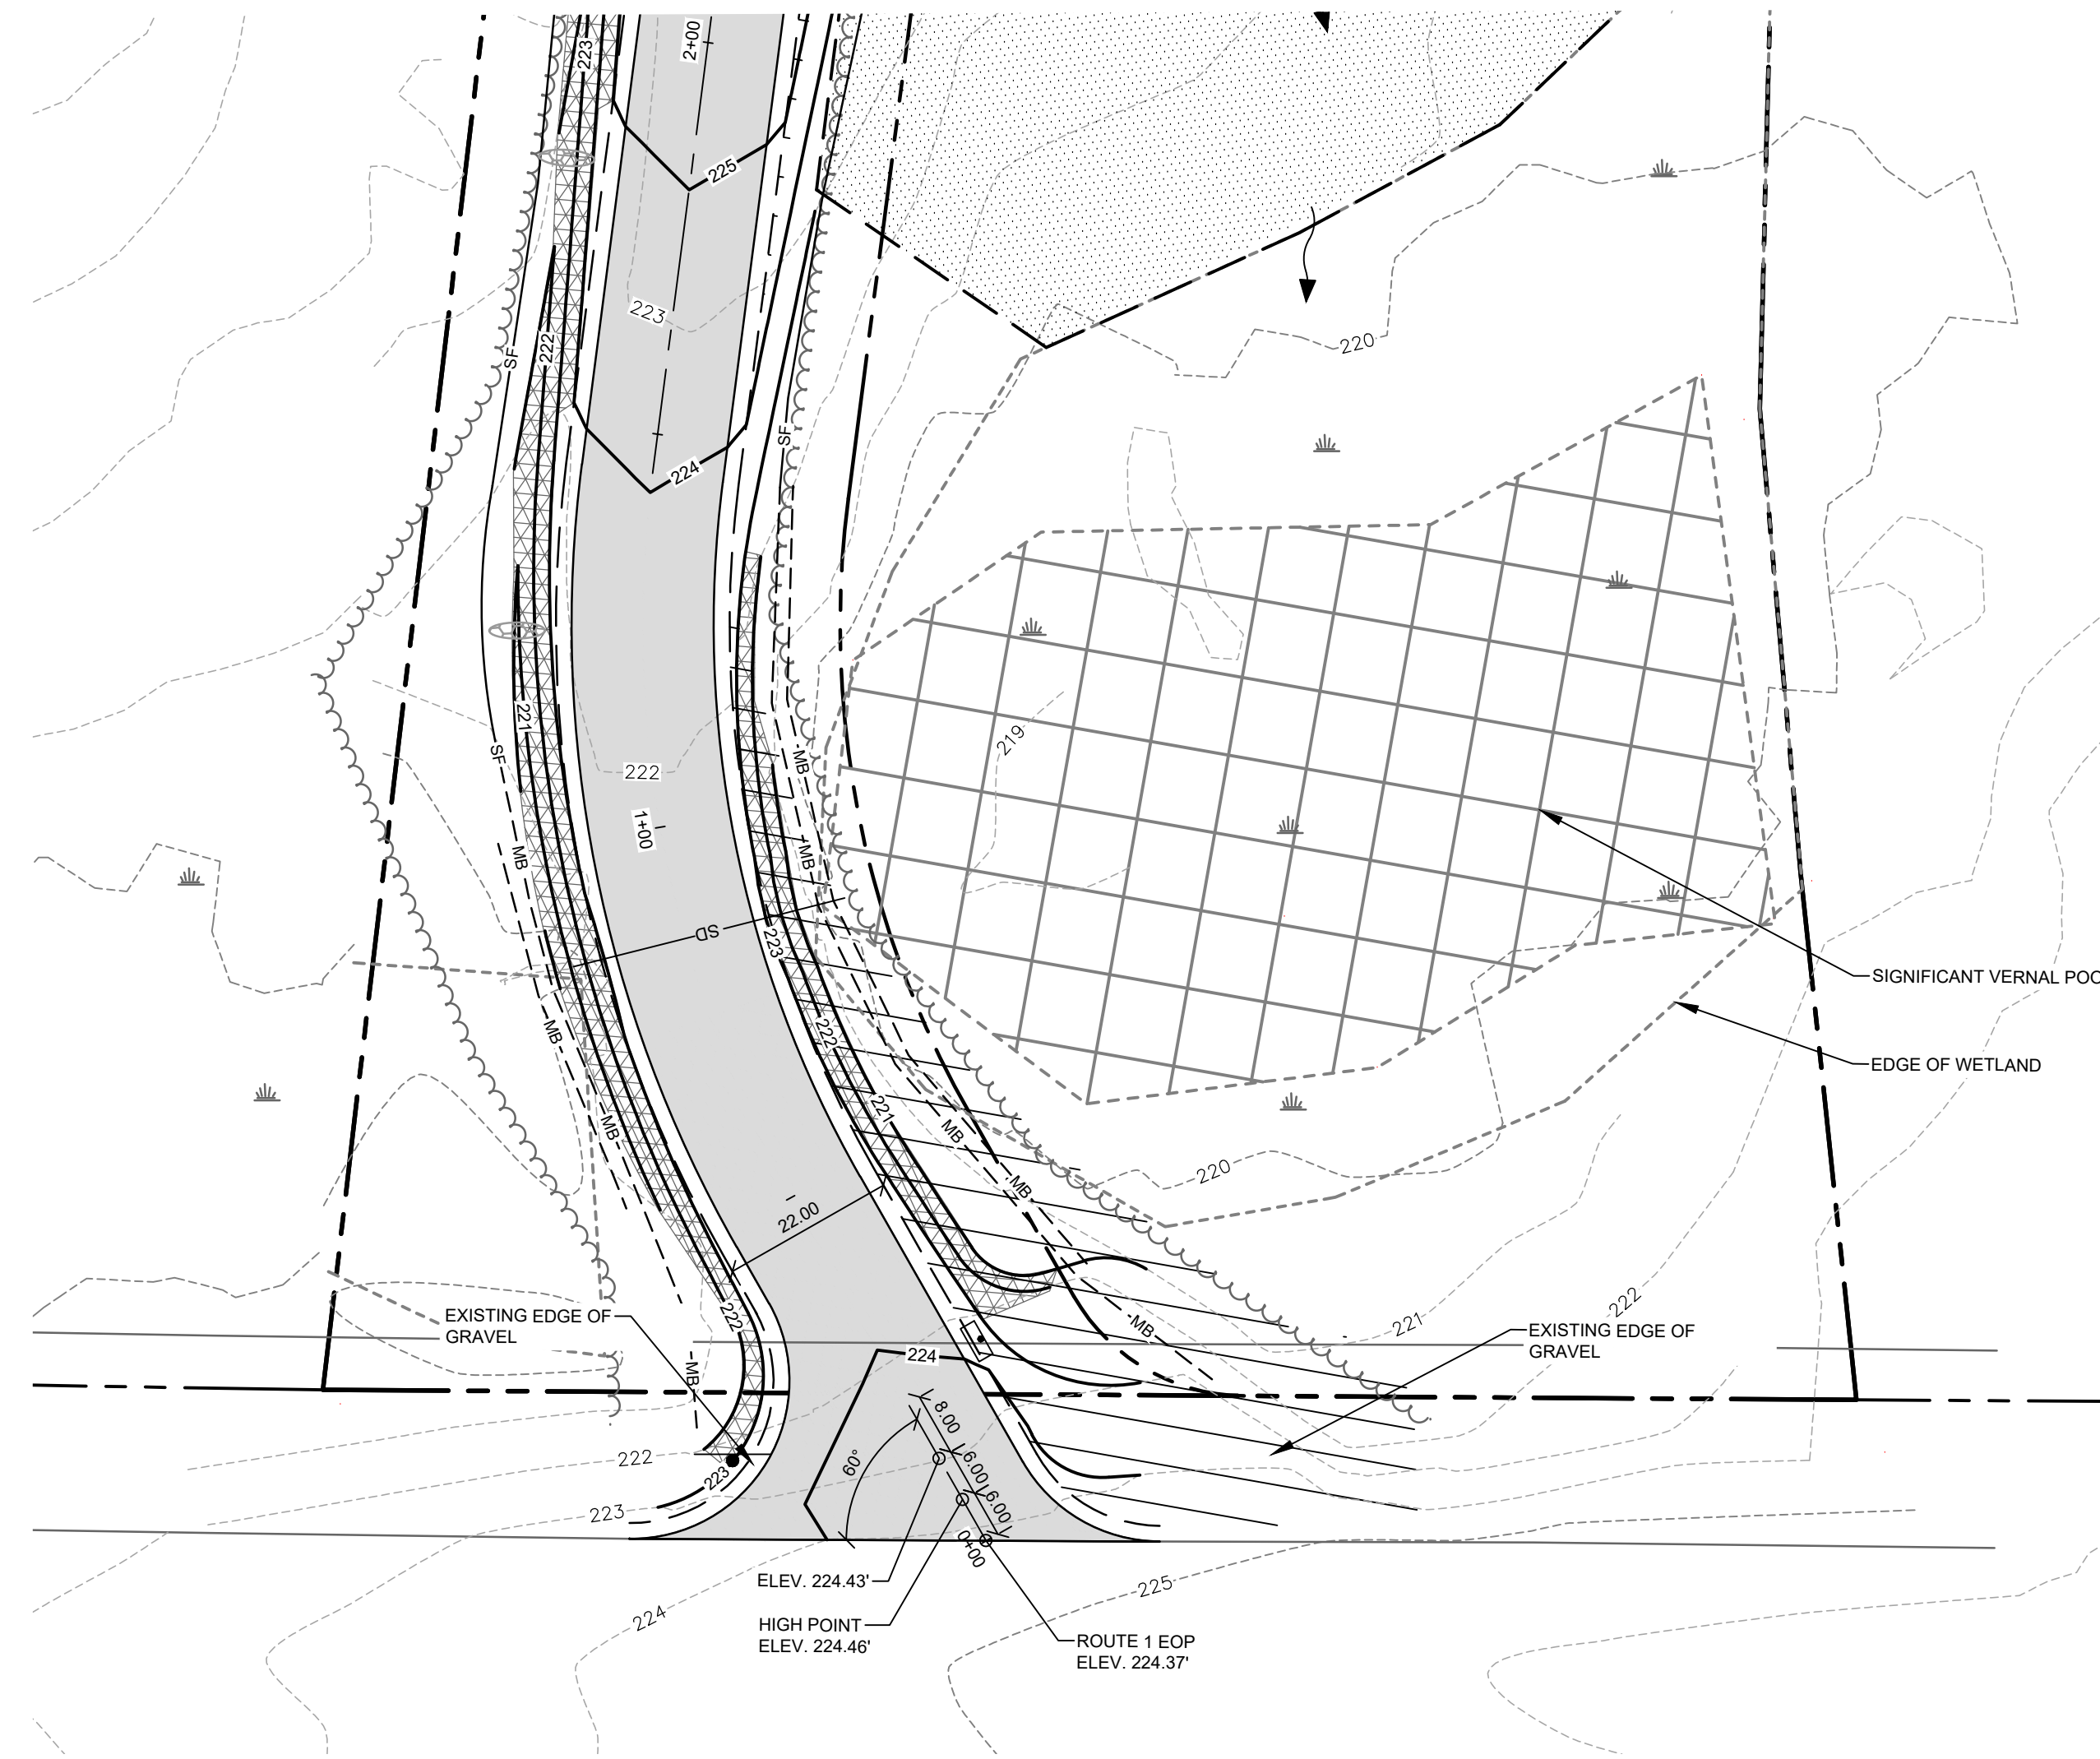 2+00
223
225
223
220
222
SF
SF
224
221
219
SF
MB
222
1+00
MB
MB
SD
223
SIGNIFICANT VERNAL POO
MB
222
EDGE OF WETLAND
221
MB
MB
220
MB
22.00
222
EXISTING EDGE OF
GRAVEL
222
221
MB
EXISTING EDGE OF
GRAVEL
224
MB
8.00
222
60°
6.00
223
6.00
223
0+00
ELEV. 224.43'
225
224
HIGH POINT
ELEV. 224.46'
ROUTE 1 EOP
ELEV. 224.37'